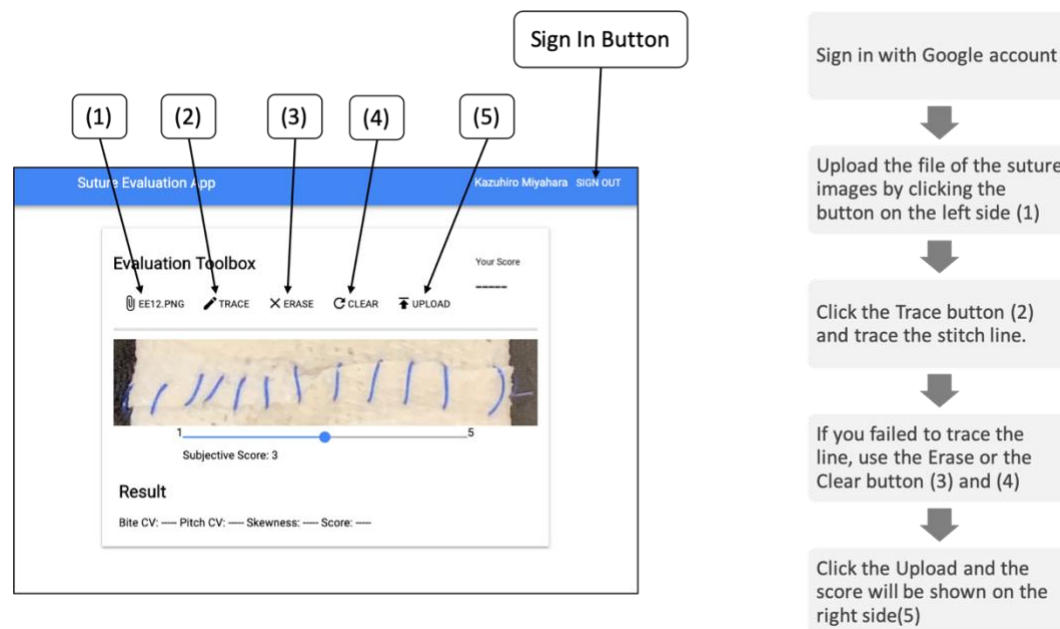 Sign In Button
(1)
(2)
(3)
(4)
(5)
Suture Evaluation App
Kazuhiro Miyahara SIGN OUT
Evaluation Toolbox
Your Score
-----
EE12.PNG
TRACE
ERASE
CLEAR
UPLOAD
1
5
Subjective Score: 3
Result
Bite CV: ---- Pitch CV: ---- Skewness: ---- Score: ----
Sign in with Google account
Upload the file of the suture
images by clicking the
button on the left side (1)
Click the Trace button (2)
and trace the stitch line.
If you failed to trace the
line, use the Erase or the
Clear button (3) and (4)
Click the Upload and the
score will be shown on the
right side(5)